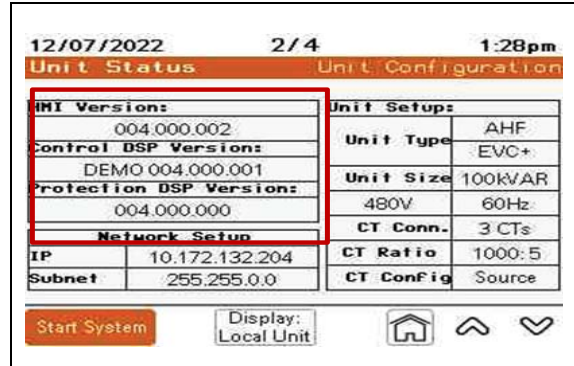 12/07/2022 2/4 1:28pm
Unit Status Unit Configuration
HMI Version:
004.000.002
Control DSP Version:
DEMO 004.000.001
Protection DSP Version:
004.000.000
Network Setup
IP 10.172.132.204
Subnet 255.255.0.0
Unit Setup:
Unit Type AHF
EVC+
Unit Size 100kVAR
480V 60Hz
CT Conn. 3 CTs
CT Ratio 1000:5
CT Config Source
Start System Display:
Local Unit